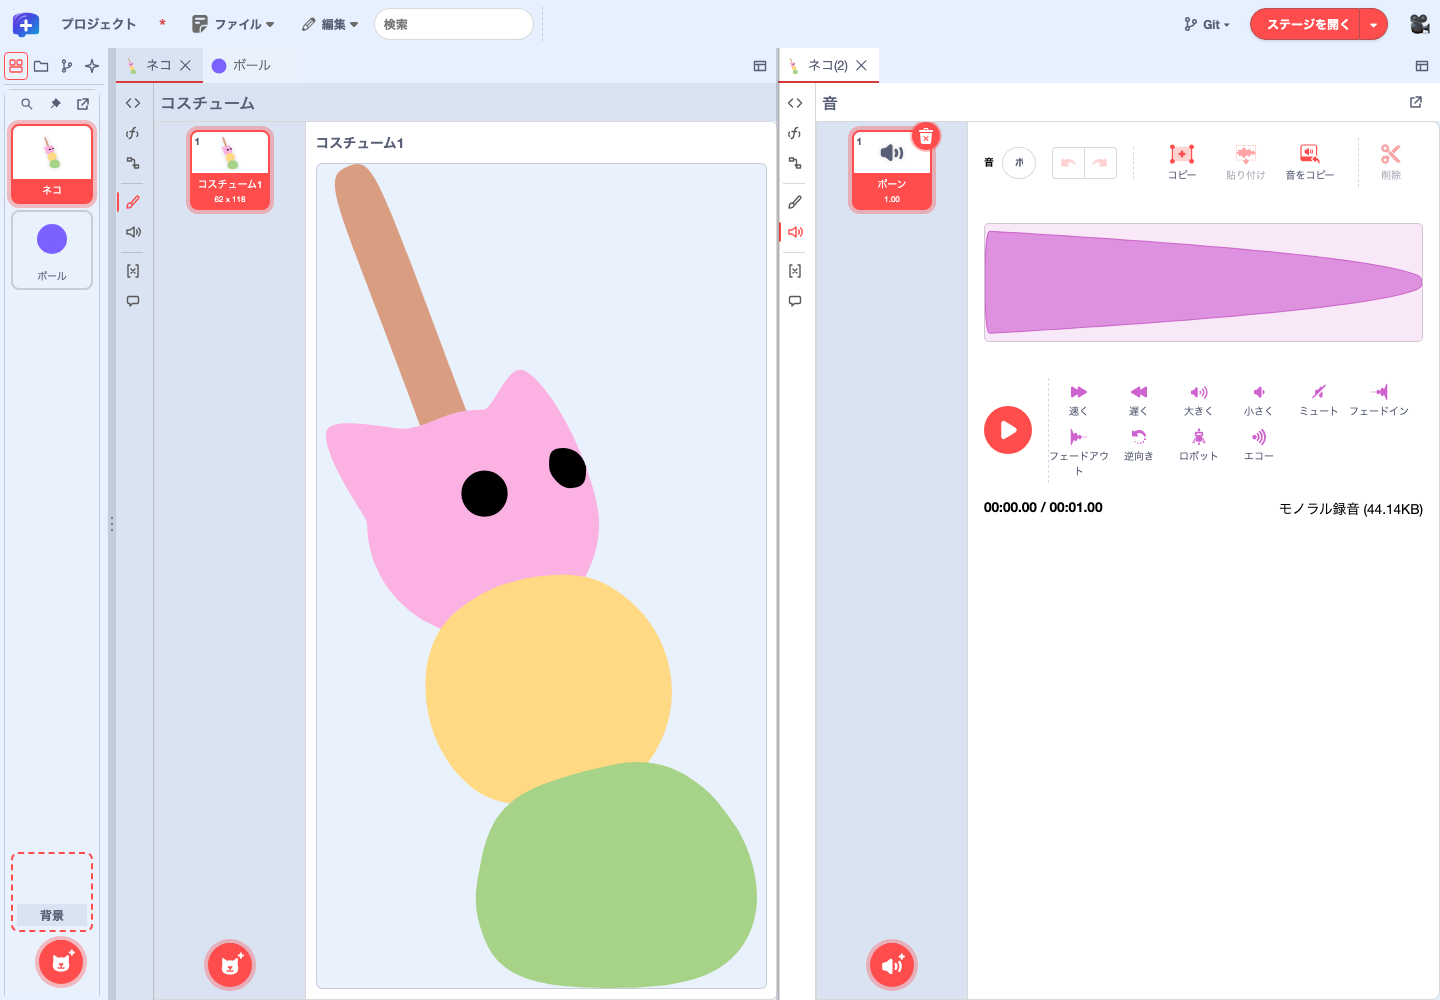 プロジェクト
*
ファイル
編集
検索
Git
ステージを開く
ネコ
ボール
ネコ(2)
コスチューム
音
ネコ
ボール
背景
1
コスチューム1
62 x 118
コスチューム1
1
ポーン
1.00
音
ポ
コピー
貼り付け
音をコピー
削除
速く
遅く
大きく
小さく
ミュート
フェードイン
フェードアウ
ト
逆向き
ロボット
エコー
00:00.00 / 00:01.00
モノラル録音 (44.14KB)